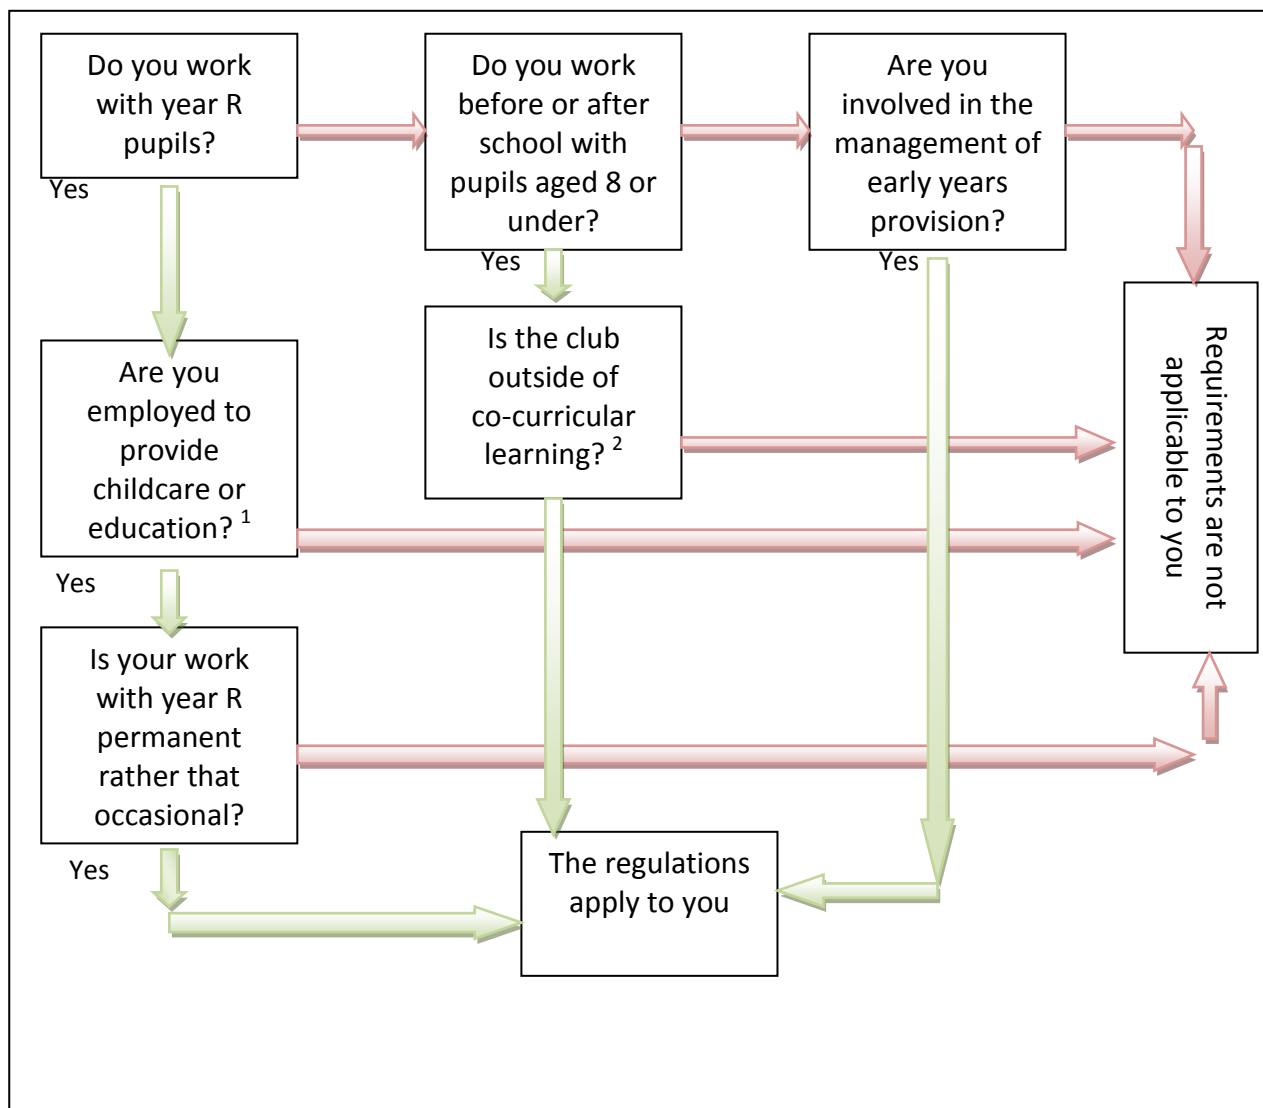 Do you work
with year R
pupils?
Yes
Do you work
before or after
school with
pupils aged 8 or
under?
Yes
Are you
involved in the
management of
early years
provision?
Yes
Requirements are not
applicable to you
Are you
employed to
provide
childcare or
education? 1
Yes
Is the club
outside of
co-curricular
learning? 2
Is your work
with year R
permanent
rather that
occasional?
Yes
The regulations
apply to you